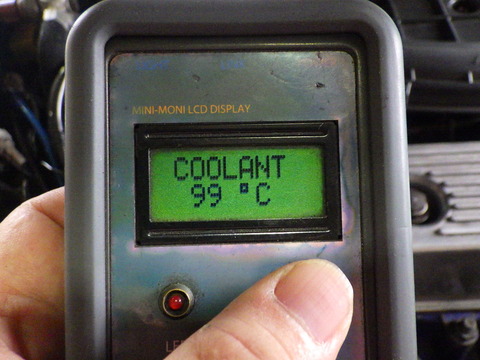 MINI-MONI LCD DISPLAY
COOLANT
99 °C